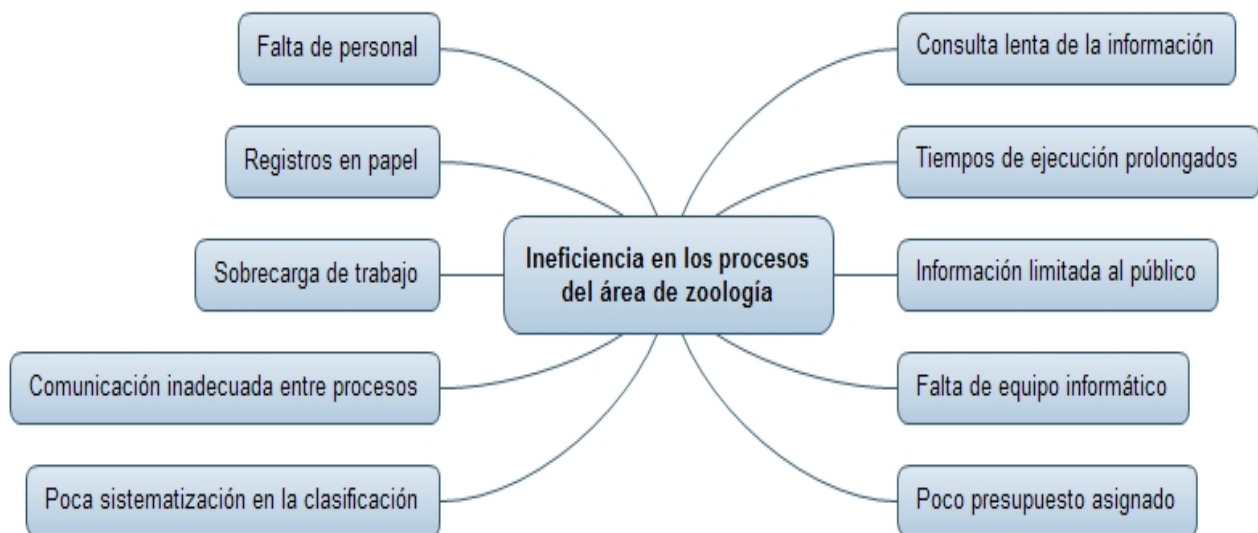 Falta de personal
Registros en papel
Sobrecarga de trabajo
Comunicación inadecuada entre procesos
Poca sistematización en la clasificación
Ineficiencia en los procesos
del área de zoología
Consulta lenta de la información
Tiempos de ejecución prolongados
Información limitada al público
Falta de equipo informático
Poco presupuesto asignado